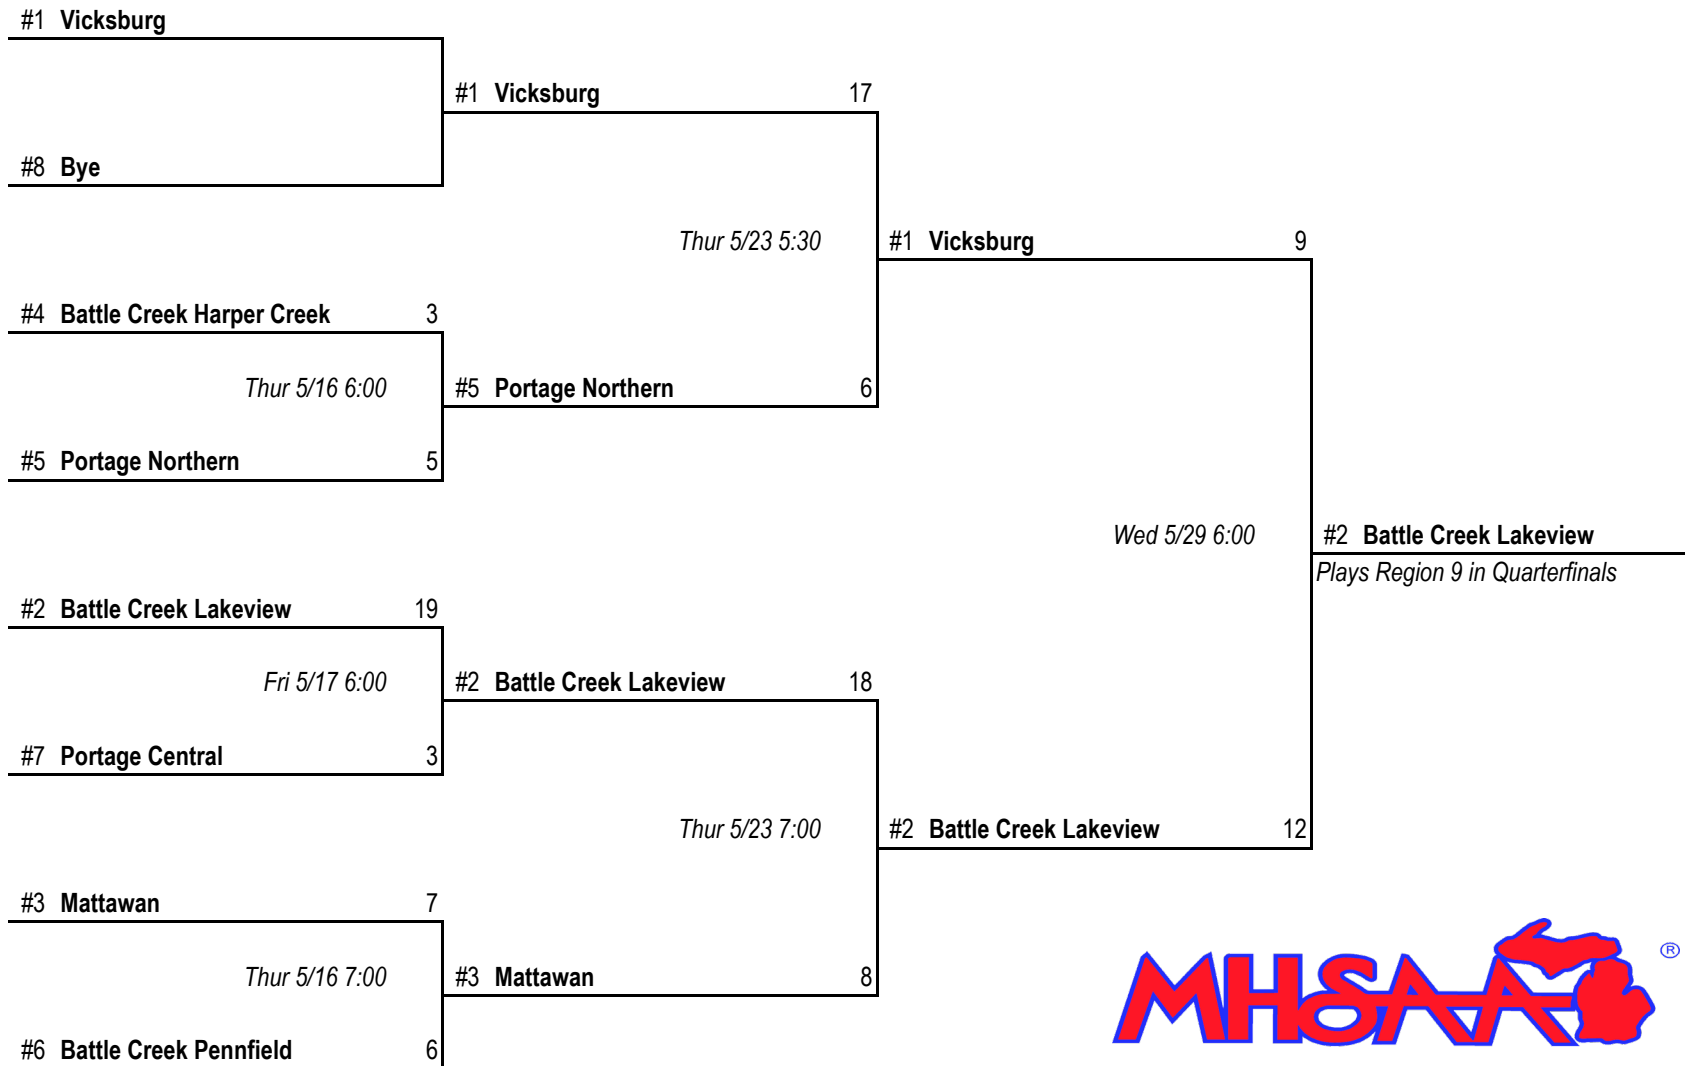 #1 Vicksburg
#1 Vicksburg 17
#8 Bye
Thur 5/23 5:30
#1 Vicksburg 9
#4 Battle Creek Harper Creek 3
Thur 5/16 6:00
#5 Portage Northern 6
#5 Portage Northern 5
Wed 5/29 6:00
#2 Battle Creek Lakeview
Plays Region 9 in Quarterfinals
#2 Battle Creek Lakeview 19
Fri 5/17 6:00
#2 Battle Creek Lakeview 18
#7 Portage Central 3
Thur 5/23 7:00
#2 Battle Creek Lakeview 12
#3 Mattawan 7
Thur 5/16 7:00
#3 Mattawan 8
#6 Battle Creek Pennfield 6
MHSAA ®